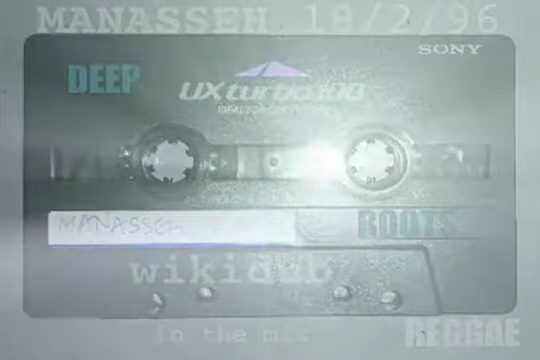 MANASSEH 18/2/96
SONY
DEEP
UX turbo 100
MANASSEH
ROOTS
wikidub
in the mix
REGGAE